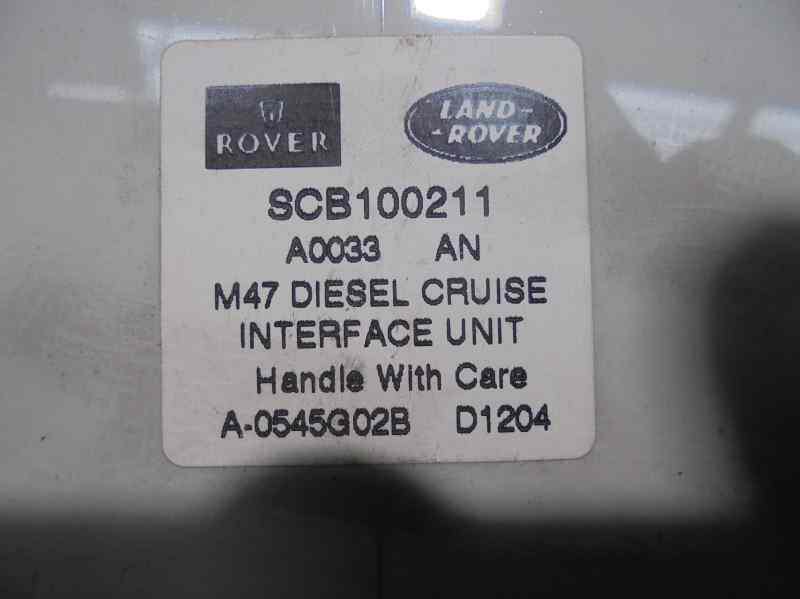 ROVER
LAND-
-ROVER
SCB100211
A0033 AN
M47 DIESEL CRUISE
INTERFACE UNIT
Handle With Care
A-0545G02B D1204